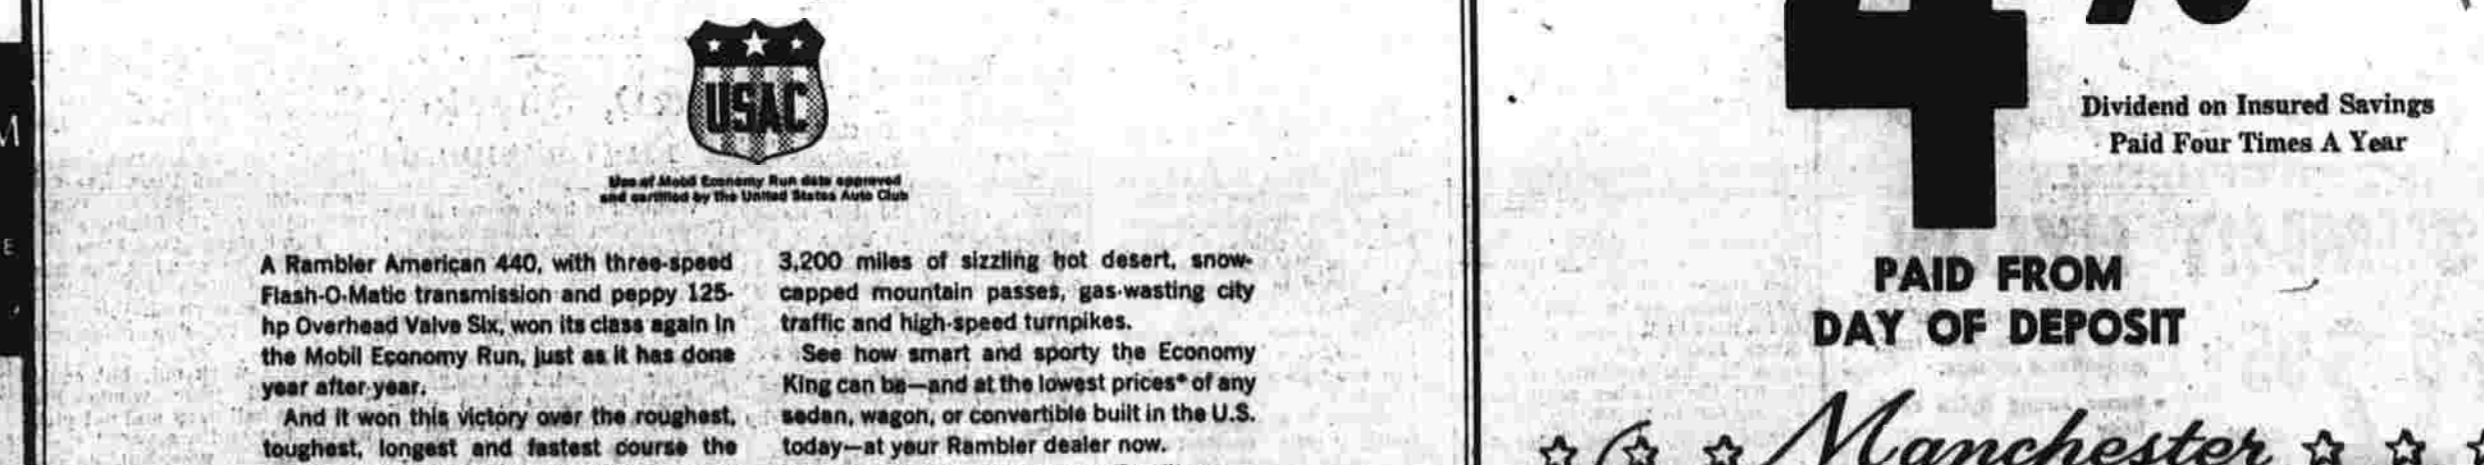 USAC
Use of Mobil Economy Run data approved
and certified by the United States Auto Club
A Rambler American 440, with three-speed
Flash-O-Matic transmission and peppy 125-
hp Overhead Valve Six, won its class again in
the Mobil Economy Run, just as it has done
year after year.
And it won this victory over the roughest,
toughest, longest and fastest course the
3,200 miles of sizzling hot desert, snow-
capped mountain passes, gas-wasting city
traffic and high-speed turnpikes.
See how smart and sporty the Economy
King can be—and at the lowest prices* of any
sedan, wagon, or convertible built in the U.S.
today—at your Rambler dealer now.
4%
Dividend on Insured Savings
Paid Four Times A Year
PAID FROM
DAY OF DEPOSIT
Manchester
M
E